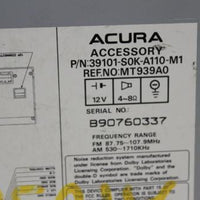 ACURA
ACCESSORY
P/N:39101-S0K-A110-M1
REF.NO:MT939A0
12V 4~8Ω
SERIAL NO:
B90760337
FREQUENCY RANGE
FM 87.75-107.9MHz
AM 530-1710KHz
Noise reduction system manufactured
under license from Dolby Laboratories
Licensing Corporation. "DOLBY" and the
double-D symbol are trade marks of
Dolby Laboratories Licensing Corporation.